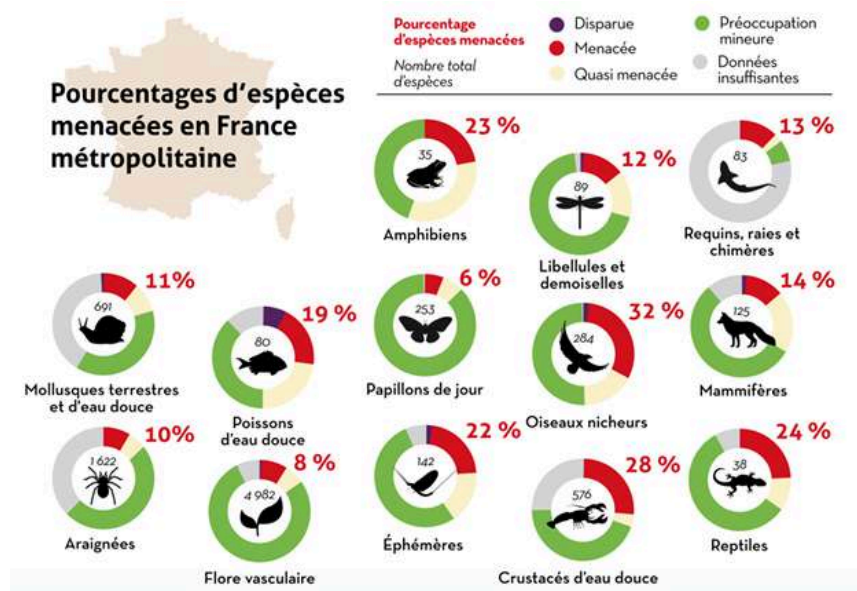 Pourcentages d'espèces
menacées en France
métropolitaine
Pourcentage
d'espèces menacées
Nombre total
d'espèces
Disparue
Menacée
Quasi menacée
Préoccupation
mineure
Données
insuffisantes
23 %
35
Amphibiens
12 %
89
Libellules et
demoiselles
13 %
83
Requins, raies et
chimères
11%
691
Mollusques terrestres
et d'eau douce
19 %
80
Poissons
d'eau douce
6 %
253
Papillons de jour
32 %
284
Oiseaux nicheurs
14 %
125
Mammifères
10%
1 622
Araignées
8 %
4 982
Flore vasculaire
22 %
142
Éphémères
28 %
576
Crustacés d'eau douce
24 %
38
Reptiles